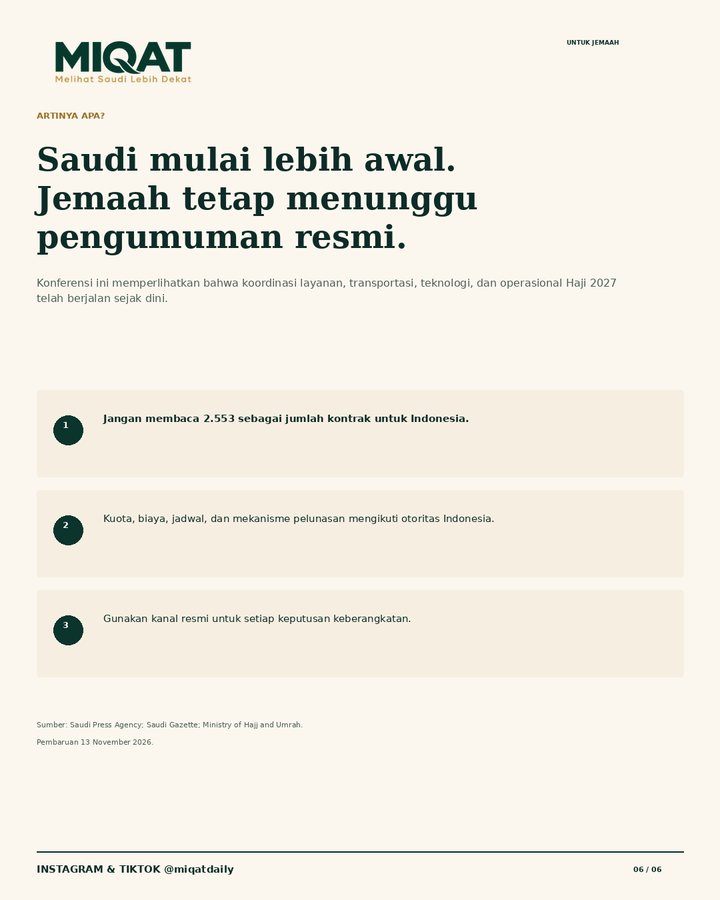 MIQAT
Melihat Saudi Lebih Dekat
UNTUK JEMAAH
ARTINYA APA?
Saudi mulai lebih awal.
Jemaah tetap menunggu
pengumuman resmi.
Konferensi ini memperlihatkan bahwa koordinasi layanan, transportasi, teknologi, dan operasional Haji 2027
telah berjalan sejak dini.
1
Jangan membaca 2.553 sebagai jumlah kontrak untuk Indonesia.
2
Kuota, biaya, jadwal, dan mekanisme pelunasan mengikuti otoritas Indonesia.
3
Gunakan kanal resmi untuk setiap keputusan keberangkatan.
Sumber: Saudi Press Agency; Saudi Gazette; Ministry of Hajj and Umrah.
Pembaruan 13 November 2026.
INSTAGRAM & TIKTOK @miqatdaily
06 / 06